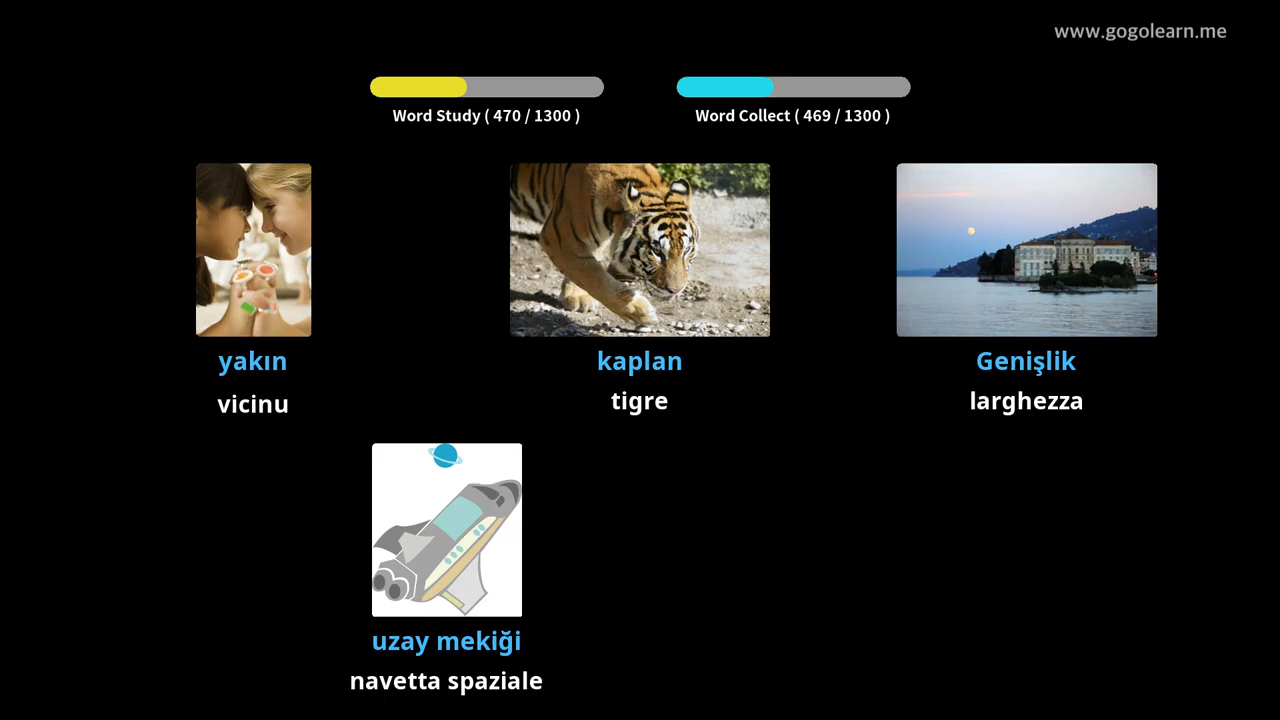 www.gogolearn.me
Word Study ( 470 / 1300 )
Word Collect ( 469 / 1300 )
yakın
kaplan
Genişlik
vicinu
tigre
larghezza
uzay mekiği
navetta spaziale